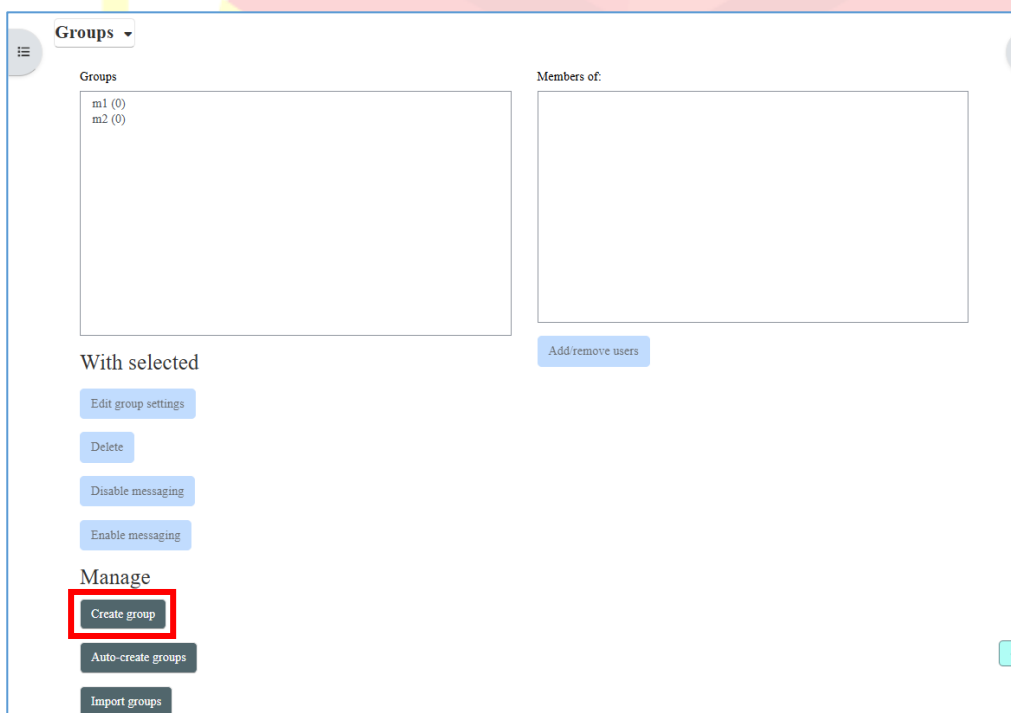 Groups
Groups
m1 (0)
m2 (0)
Members of:
Add/remove users
With selected
Edit group settings
Delete
Disable messaging
Enable messaging
Manage
Create group
Auto-create groups
Import groups